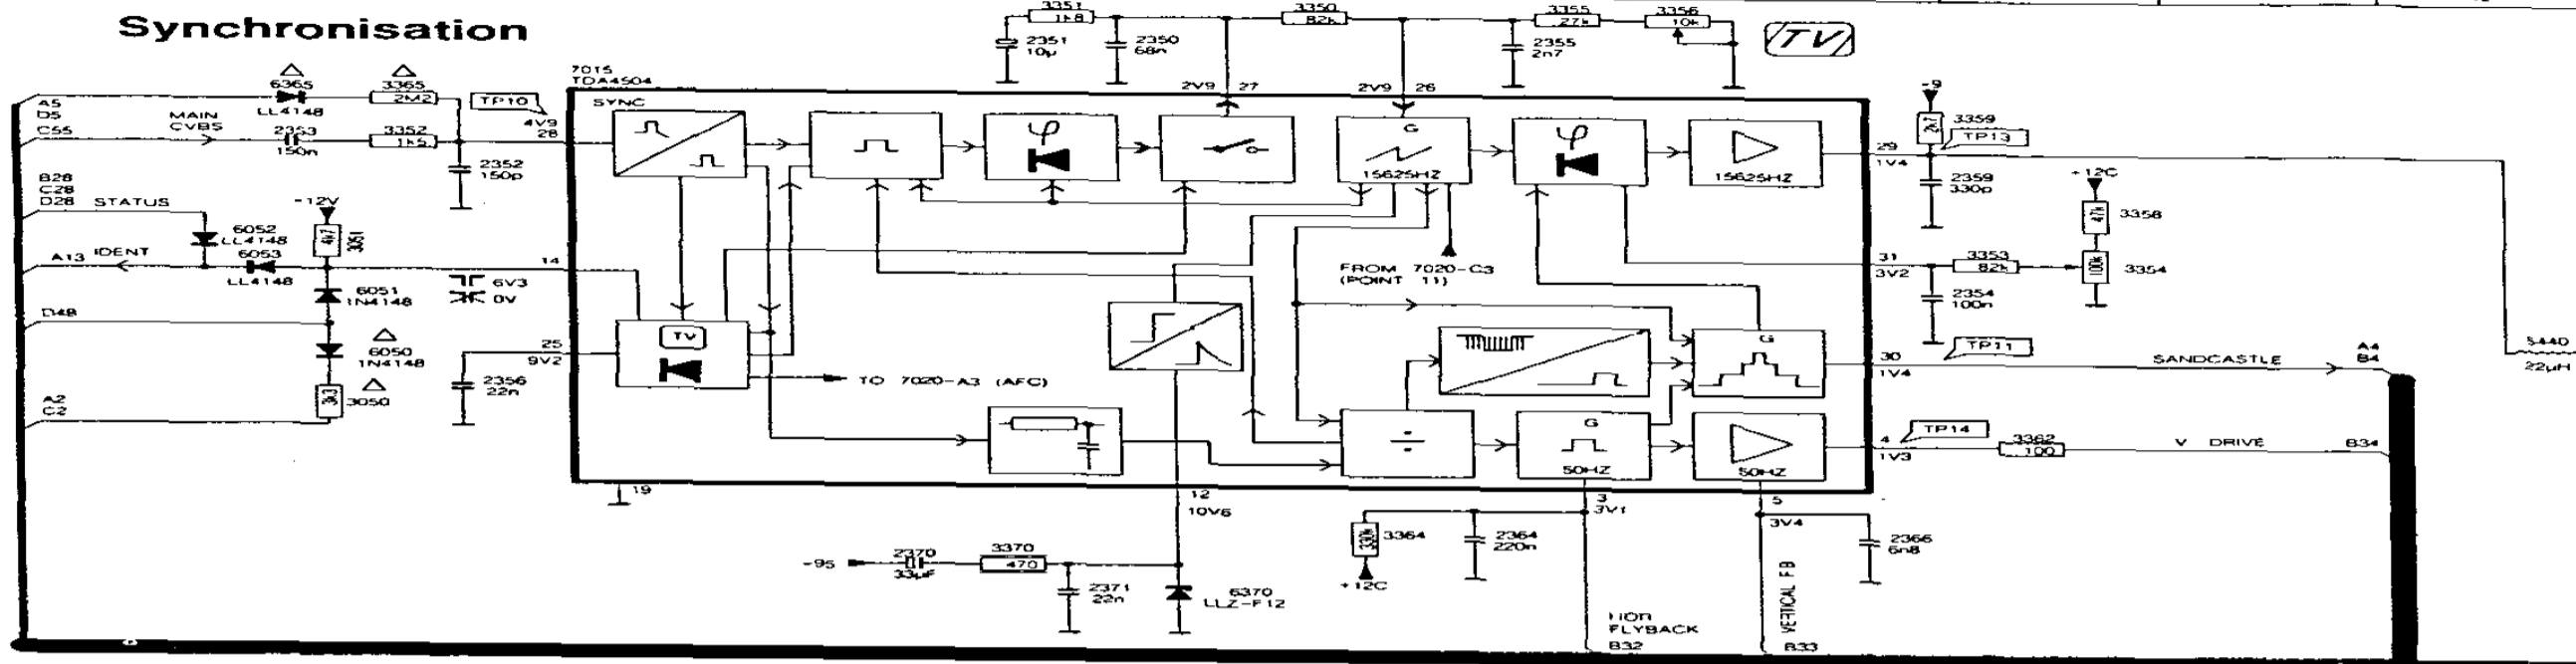 Synchronisation
A5
D5
C55
MAIN
CVBS
6365
LL4148
3365
2M2
2353
150n
3352
1k5
TP10
4V9
28
2352
150p
7015
TDA4504
SYNC
B28
C28
D28 STATUS
6052
LL4148
-12V
4k7
3051
A13 IDENT
6053
LL4148
14
6V3
0V
6051
1N4148
D48
6050
1N4148
3k3
3050
A2
C2
25
9V2
2356
22n
19
TV
TO 7020-A3 (AFC)
3351
1k8
2351
10µ
2350
68n
3350
82k
3355
27k
3356
10k
2355
2n7
TV
2V9 27
2V9 26
φ
G
15625HZ
φ
15625HZ
FROM 7020-C3
(POINT 11)
G
÷
G
50HZ
50HZ
12
10V6
-95
2370
33µF
3370
470
2371
22n
6370
LLZ-F12
3
3V1
330k
3364
+12C
2364
220n
5
3V4
2366
6n8
HOR
FLYBACK
B32
VERTICAL FB
B33
-9
2k7
3359
TP13
29
1V4
2359
330p
+12C
47k
3358
31
3V2
3353
82k
100k
3354
2354
100n
TP11
30
1V4
SANDCASTLE
A4
B4
S440
22µH
4
1V3
TP14
3362
100
V DRIVE
B34